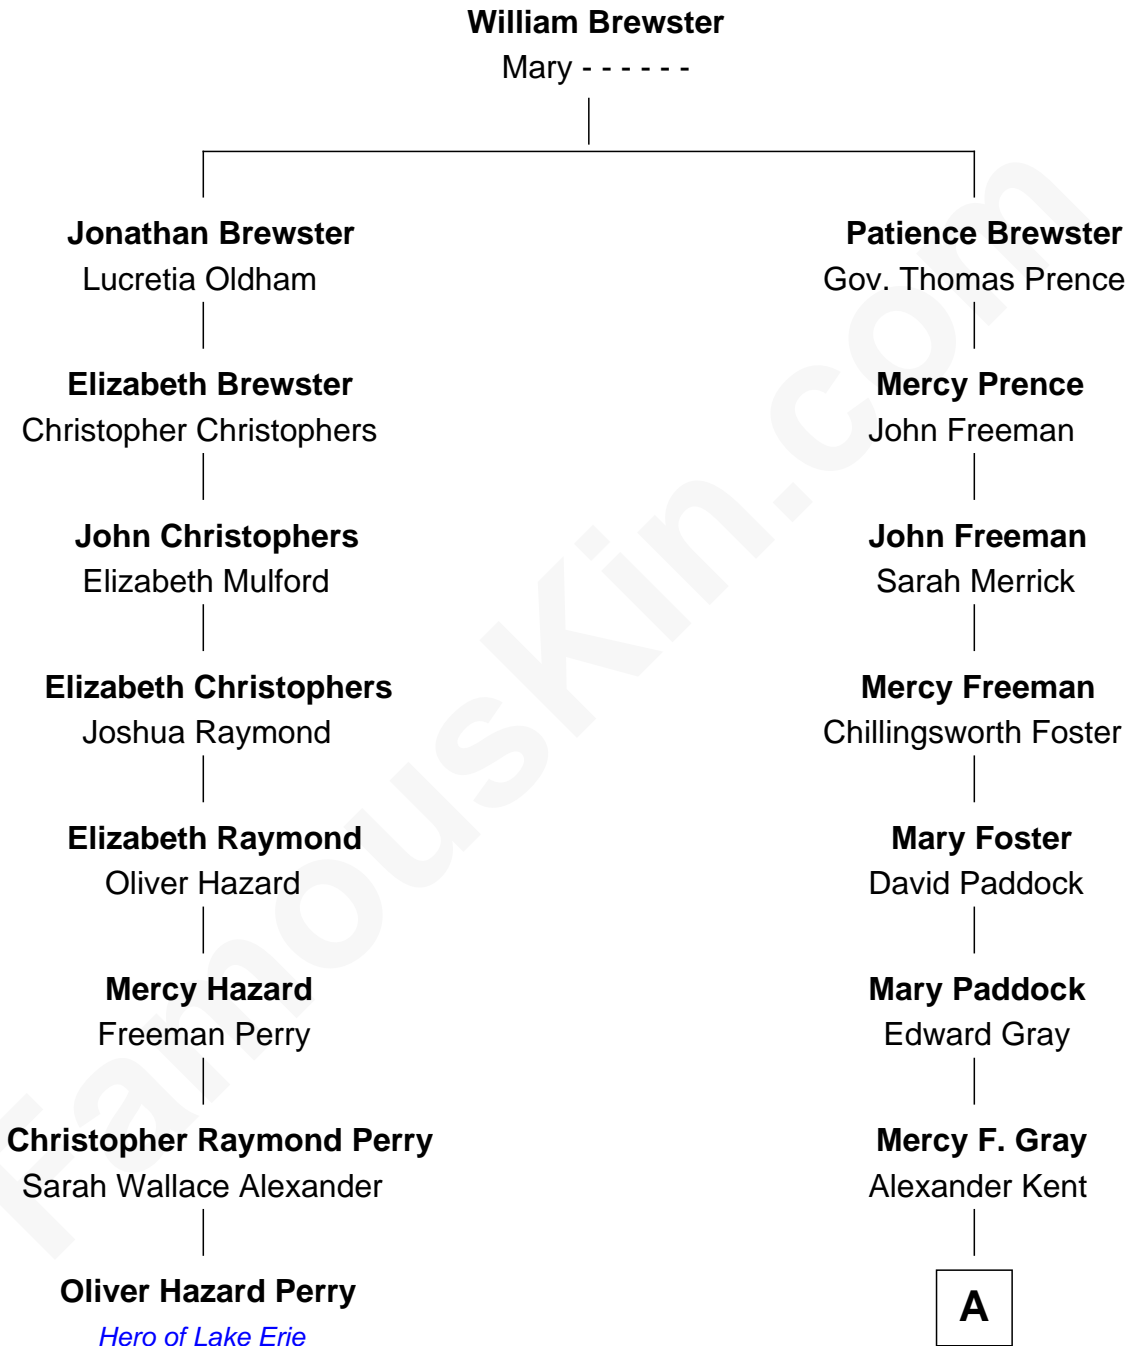 William Brewster
Mary - - - - - -
Jonathan Brewster
Lucretia Oldham
Patience Brewster
Gov. Thomas Prence
Elizabeth Brewster
Christopher Christophers
Mercy Prence
John Freeman
John Christophers
Elizabeth Mulford
John Freeman
Sarah Merrick
Elizabeth Christophers
Joshua Raymond
Mercy Freeman
Chillingsworth Foster
Elizabeth Raymond
Oliver Hazard
Mary Foster
David Paddock
Mercy Hazard
Freeman Perry
Mary Paddock
Edward Gray
Christopher Raymond Perry
Sarah Wallace Alexander
Mercy F. Gray
Alexander Kent
Oliver Hazard Perry
Hero of Lake Erie
A
FamousKin.com